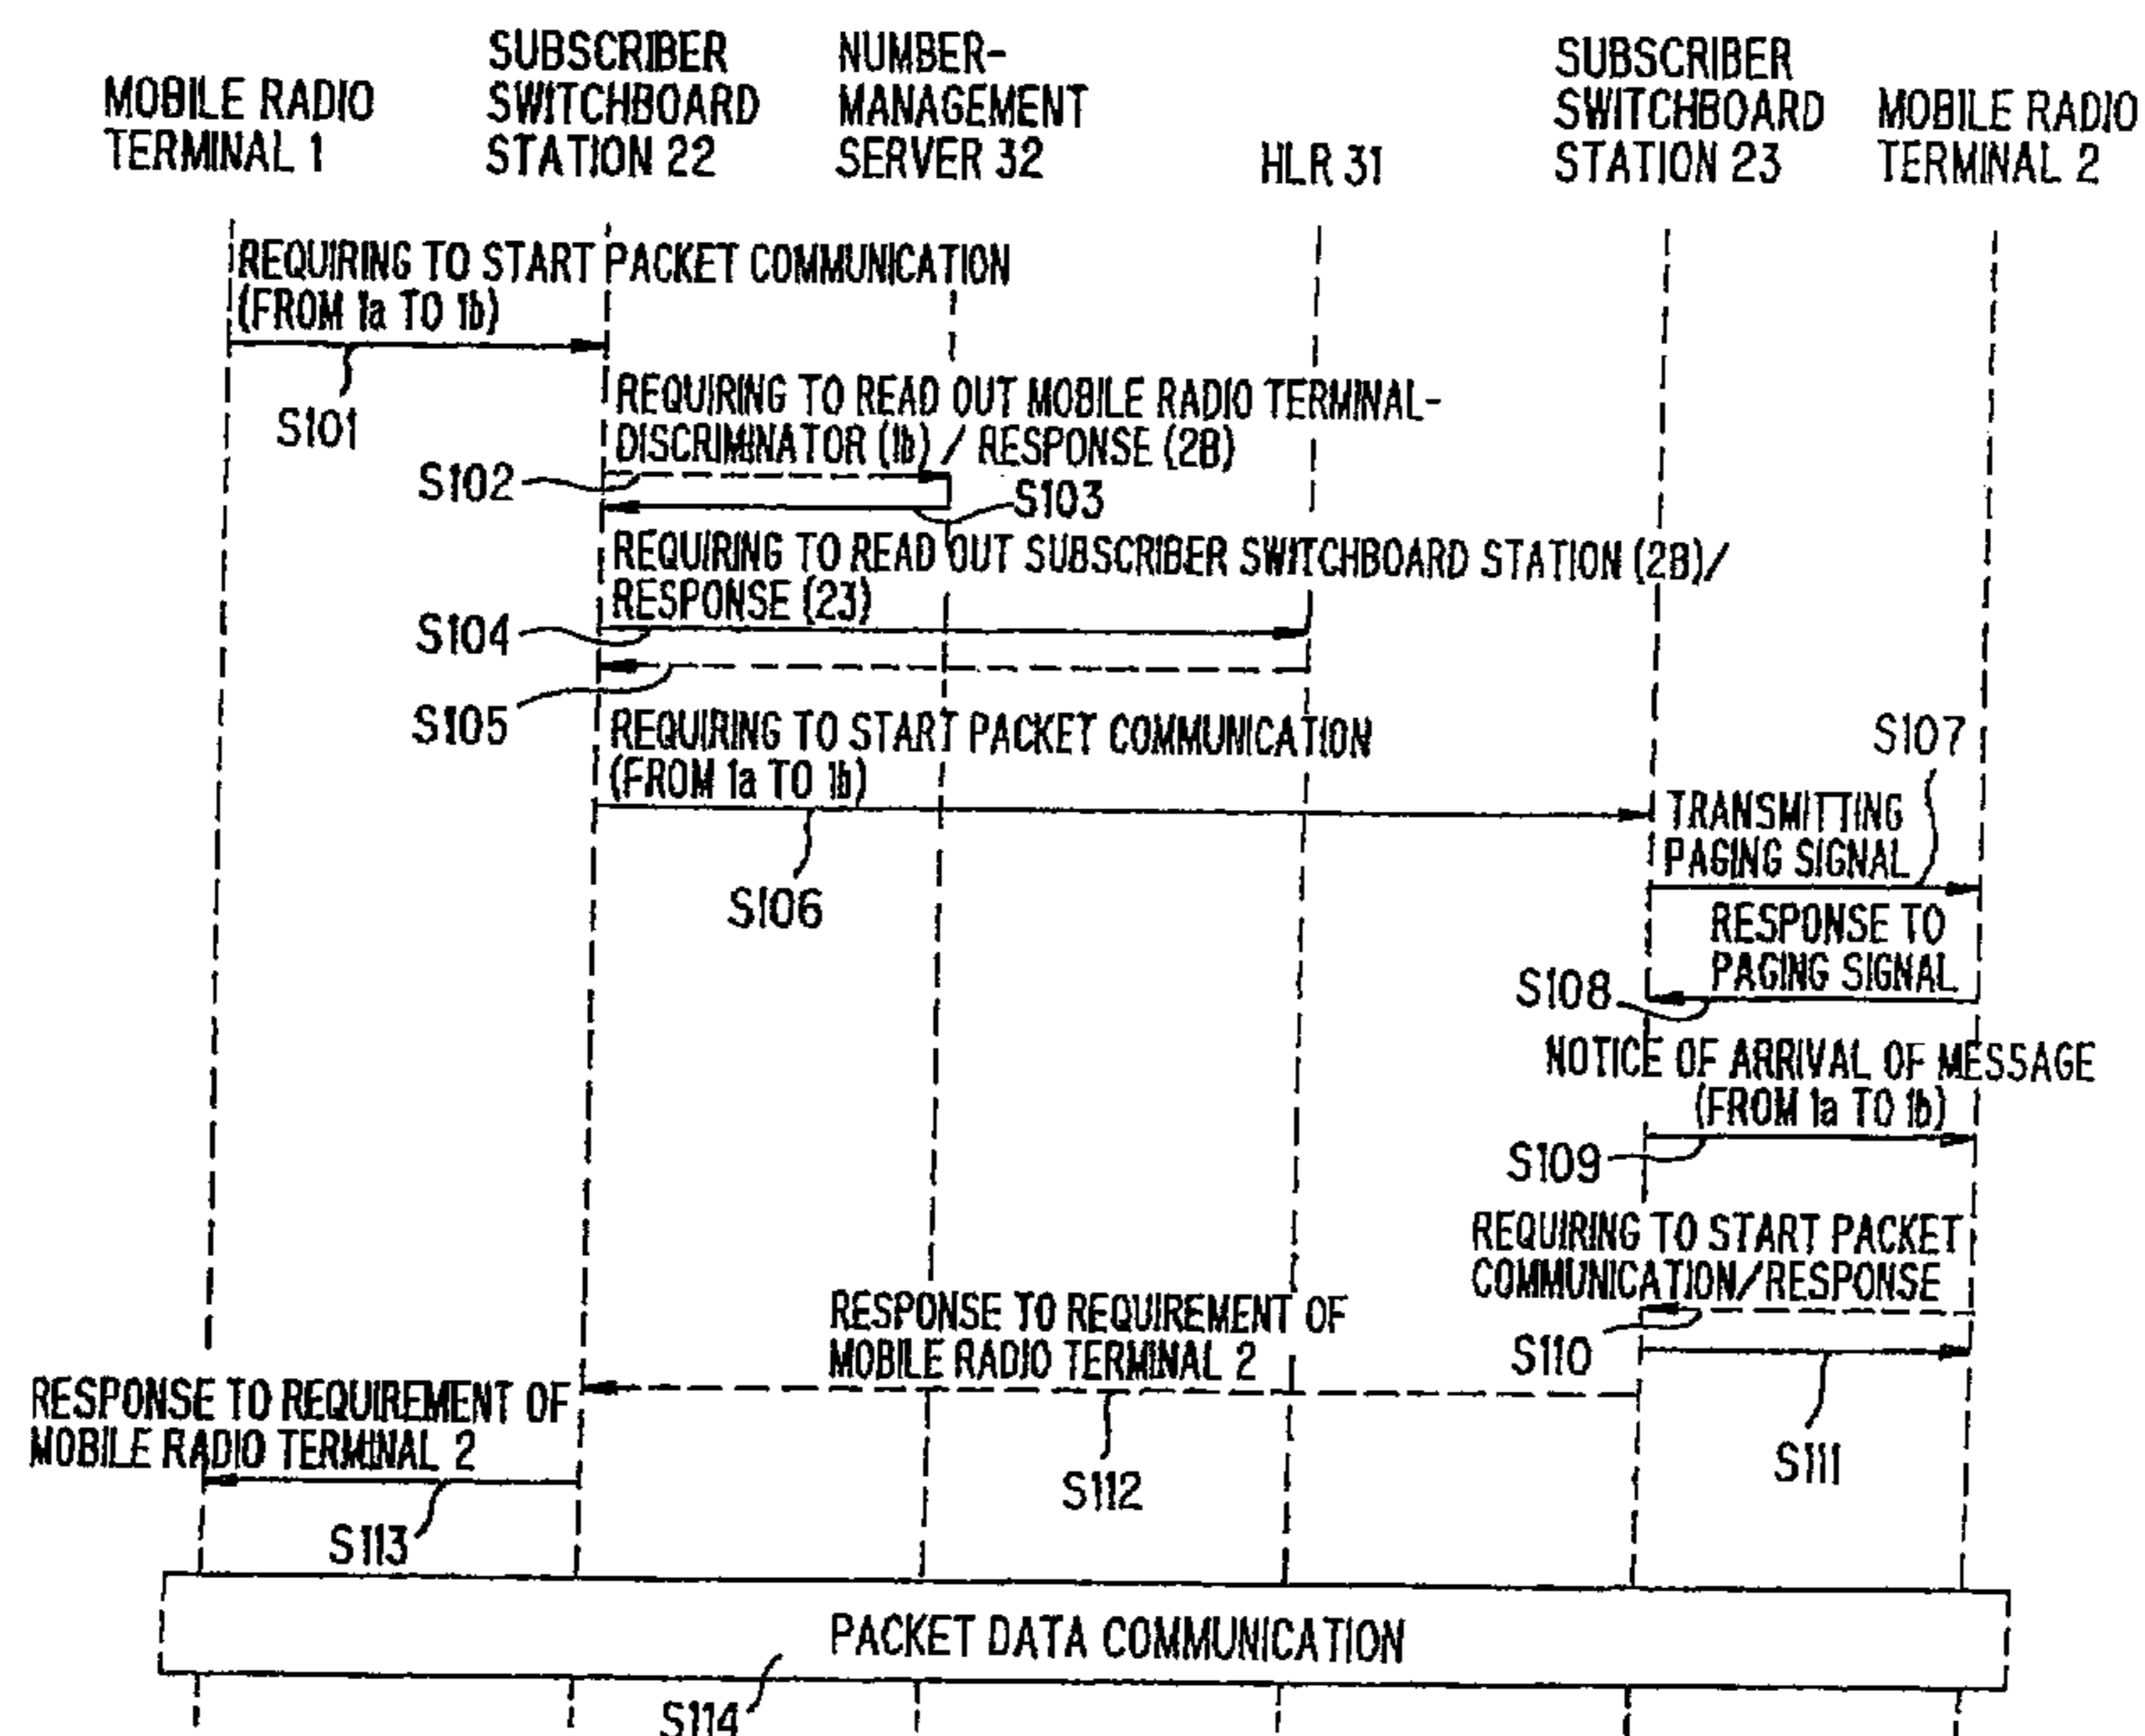 MOBILE RADIO
TERMINAL 1
SUBSCRIBER
SWITCHBOARD
STATION 22
NUMBER-
MANAGEMENT
SERVER 32
HLR 31
SUBSCRIBER
SWITCHBOARD
STATION 23
MOBILE RADIO
TERMINAL 2
REQUIRING TO START PACKET COMMUNICATION
(FROM 1a TO 1b)
S101
REQUIRING TO READ OUT MOBILE RADIO TERMINAL-
DISCRIMINATOR (1b) / RESPONSE (2B)
S102
S103
REQUIRING TO READ OUT SUBSCRIBER SWITCHBOARD STATION (2B)/
RESPONSE (23)
S104
S105
REQUIRING TO START PACKET COMMUNICATION
(FROM 1a TO 1b)
S106
S107
TRANSMITTING
PAGING SIGNAL
RESPONSE TO
PAGING SIGNAL
S108
NOTICE OF ARRIVAL OF MESSAGE
(FROM 1a TO 1b)
S109
REQUIRING TO START PACKET
COMMUNICATION/RESPONSE
S110
S111
RESPONSE TO REQUIREMENT OF
MOBILE RADIO TERMINAL 2
S112
RESPONSE TO REQUIREMENT OF
MOBILE RADIO TERMINAL 2
S113
PACKET DATA COMMUNICATION
S114